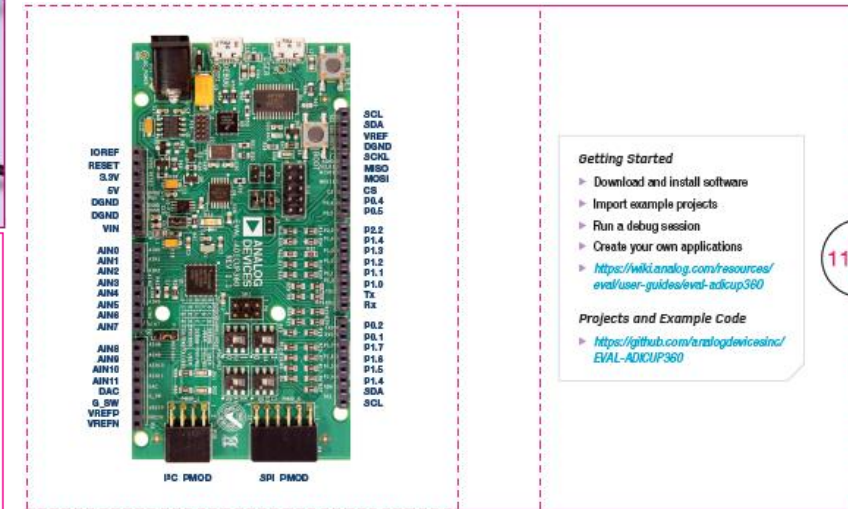 IOREF
RESET
3.3V
5V
DGND
DGND
VIN
AIN0
AIN1
AIN2
AIN3
AIN4
AIN5
AIN6
AIN7
AIN8
AIN9
AIN10
AIN11
DAC
G_SW
VREFP
VREFN
ANALOG
DEVICES
SCL
SDA
VREF
DGND
SCKL
MISO
MOSI
CS
P0.4
P0.5
P2.2
P1.4
P1.3
P1.2
P1.1
P1.0
Tx
Rx
P0.2
P0.1
P1.7
P1.6
P1.5
P1.4
SDA
SCL
I²C PMOD
SPI PMOD
Getting Started
Download and install software
Import example projects
Run a debug session
Create your own applications
https://wiki.analog.com/resources/
eval/user-guides/eval-adicup360
Projects and Example Code
https://github.com/analogdevicesinc/
EVAL-ADICUP360
11